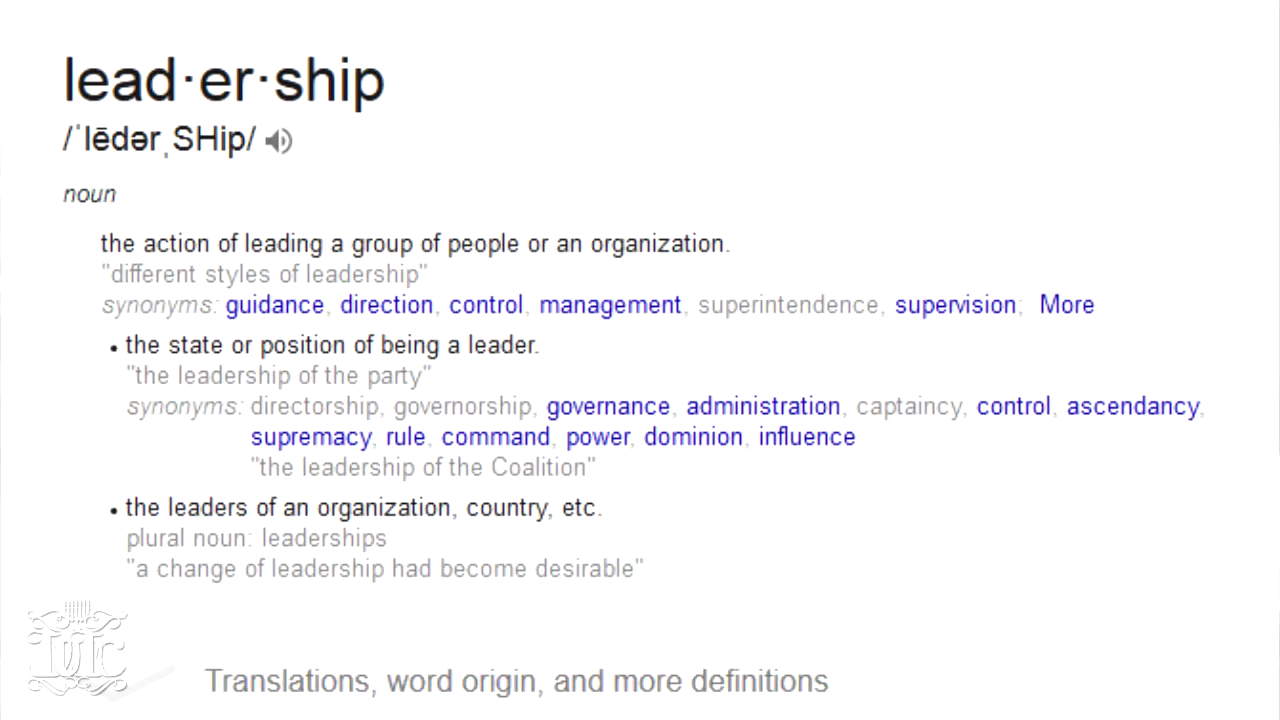 lead·er·ship
/ˈlēdərˌSHip/
noun
the action of leading a group of people or an organization.
"different styles of leadership"
synonyms: guidance, direction, control, management, superintendence, supervision; More
• the state or position of being a leader.
"the leadership of the party"
synonyms: directorship, governorship, governance, administration, captaincy, control, ascendancy,
supremacy, rule, command, power, dominion, influence
"the leadership of the Coalition"
• the leaders of an organization, country, etc.
plural noun: leaderships
"a change of leadership had become desirable"
Translations, word origin, and more definitions